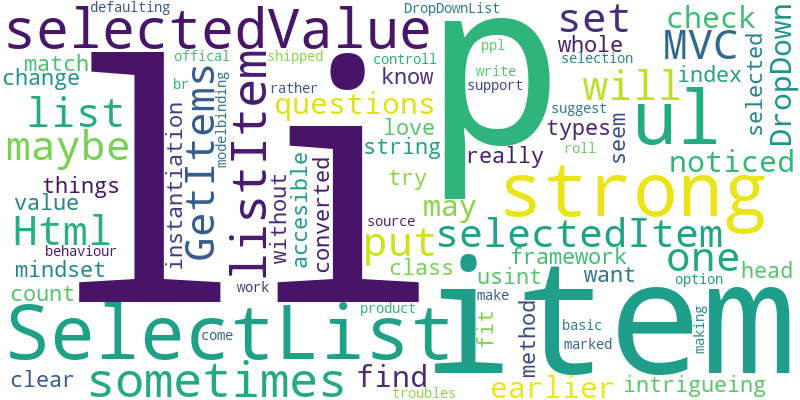 defaulting
DropDownList
selectedValue
set
check
DropDown
match
offical
shipped
controll
ppl
whole
MVC
change
br
rather
know
write
selection
index
selected
li
p
list
GetItems
modelbinding
listItem
questions
support
will
maybe
instantiation
love
suggest
ul
types
seem
string
really
roll
noticed
things
without
accesible
converted
try
strong
value
may
Html
source
put
selectedItem
one
behaviour
class
framework
head
mindset
work
usint
want
option
count
item
SelectList
product
make
fit
method
basic
making
come
marked
clear
sometimes
find
troubles
earlier
intrigueing